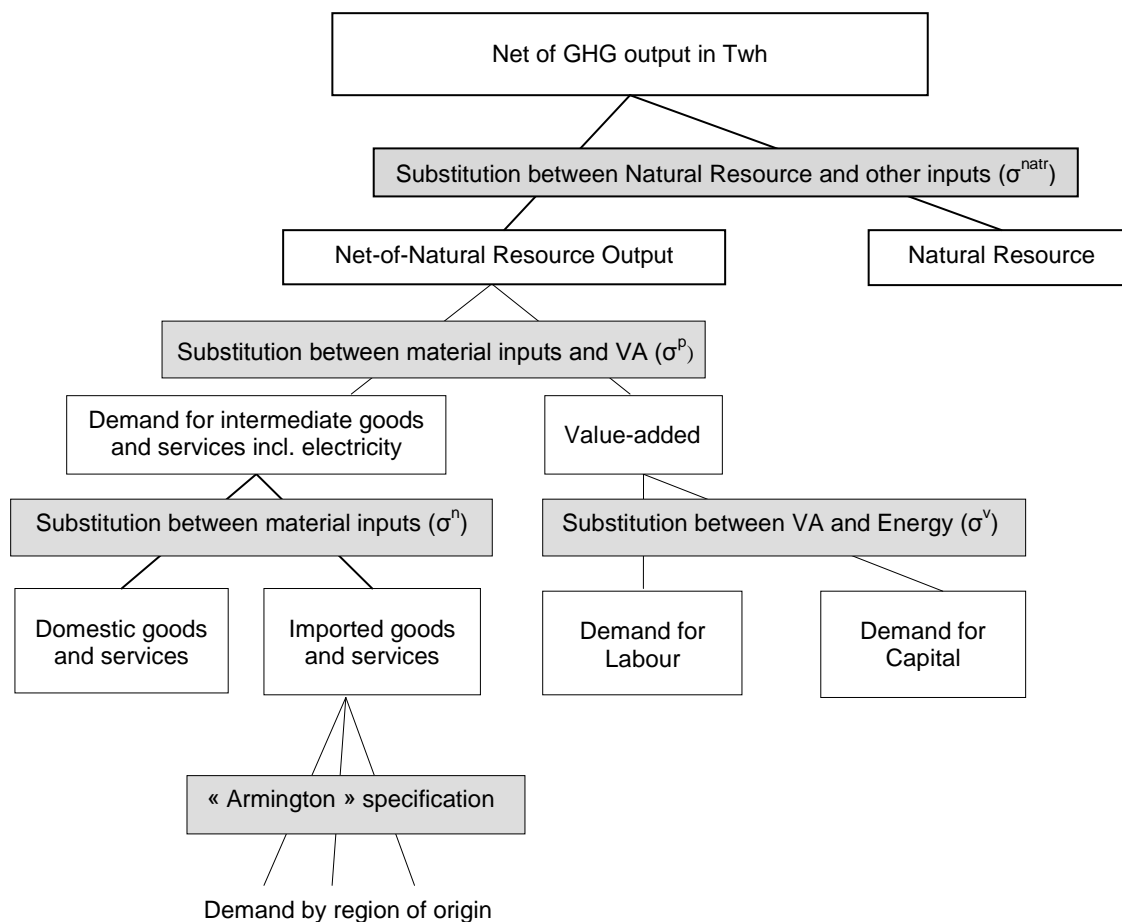 Net of GHG output in Twh
Substitution between Natural Resource and other inputs (σ^natr)
Net-of-Natural Resource Output
Natural Resource
Substitution between material inputs and VA (σ^p)
Demand for intermediate goods
and services incl. electricity
Value-added
Substitution between material inputs (σ^n)
Substitution between VA and Energy (σ^v)
Domestic goods
and services
Imported goods
and services
Demand for
Labour
Demand for
Capital
« Armington » specification
Demand by region of origin